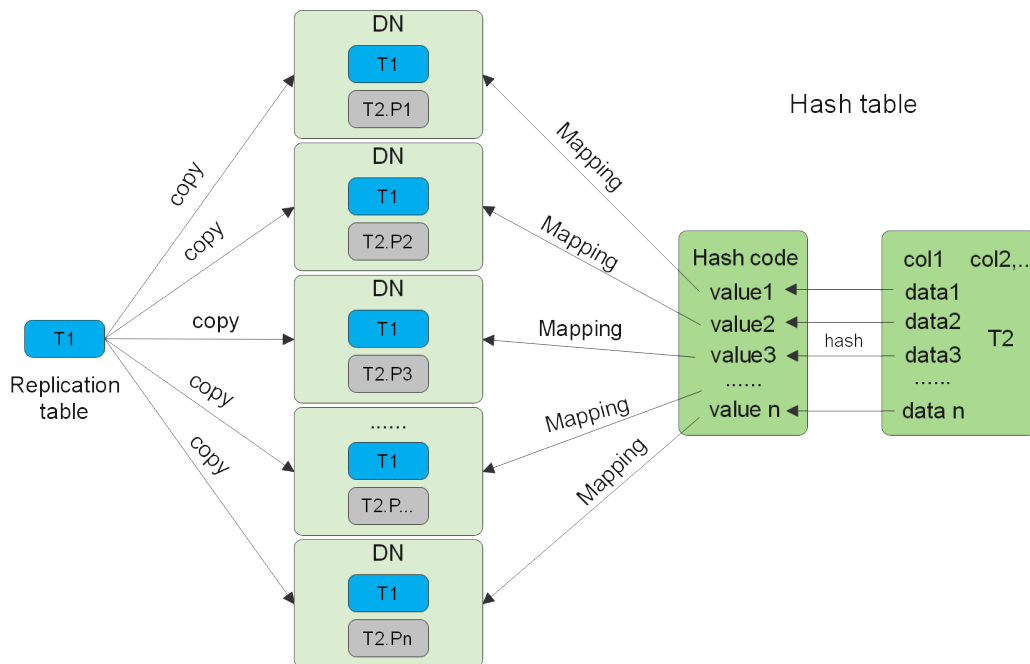 DN
T1
T2.P1
DN
T1
T2.P2
DN
T1
T2.P3
......
T1
T2.P...
DN
T1
T2.Pn
copy
copy
copy
copy
copy
T1
Replication
table
Mapping
Mapping
Mapping
Mapping
Mapping
Hash table
Hash code
value1
value2
value3
......
value n
hash
col1 col2,..
data1
data2
data3
......
data n
T2